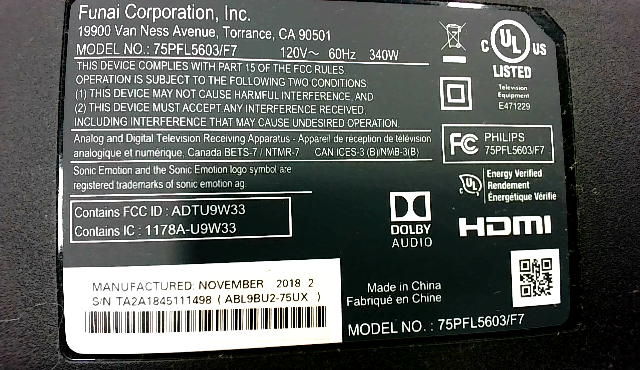 Funai Corporation, Inc.
19900 Van Ness Avenue, Torrance, CA 90501
MODEL NO.: 75PFL5603/F7 120V~ 60Hz 340W
THIS DEVICE COMPLIES WITH PART 15 OF THE FCC RULES
OPERATION IS SUBJECT TO THE FOLLOWING TWO CONDITIONS:
(1) THIS DEVICE MAY NOT CAUSE HARMFUL INTERFERENCE, AND
(2) THIS DEVICE MUST ACCEPT ANY INTERFERENCE RECEIVED,
INCLUDING INTERFERENCE THAT MAY CAUSE UNDESIRED OPERATION.
Analog and Digital Television Receiving Apparatus - Appareil de réception de télévision
analogique et numérique, Canada BETS-7 / NTMR-7 CAN ICES-3 (B)/NMB-3(B)
Sonic Emotion and the Sonic Emotion logo symbol are
registered trademarks of sonic emotion ag.
Contains FCC ID : ADTU9W33
Contains IC : 1178A-U9W33
C UL US
LISTED
Television
Equipment
E471229
FC PHILIPS
75PFL5603/F7
UL Energy Verified
Rendement
Énergétique Vérifié
DOLBY
AUDIO
HDMI
MANUFACTURED: NOVEMBER 2018 2
S/N TA2A1845111498 ( ABL9BU2-75UX )
Made in China
Fabriqué en Chine
MODEL NO. : 75PFL5603/F7